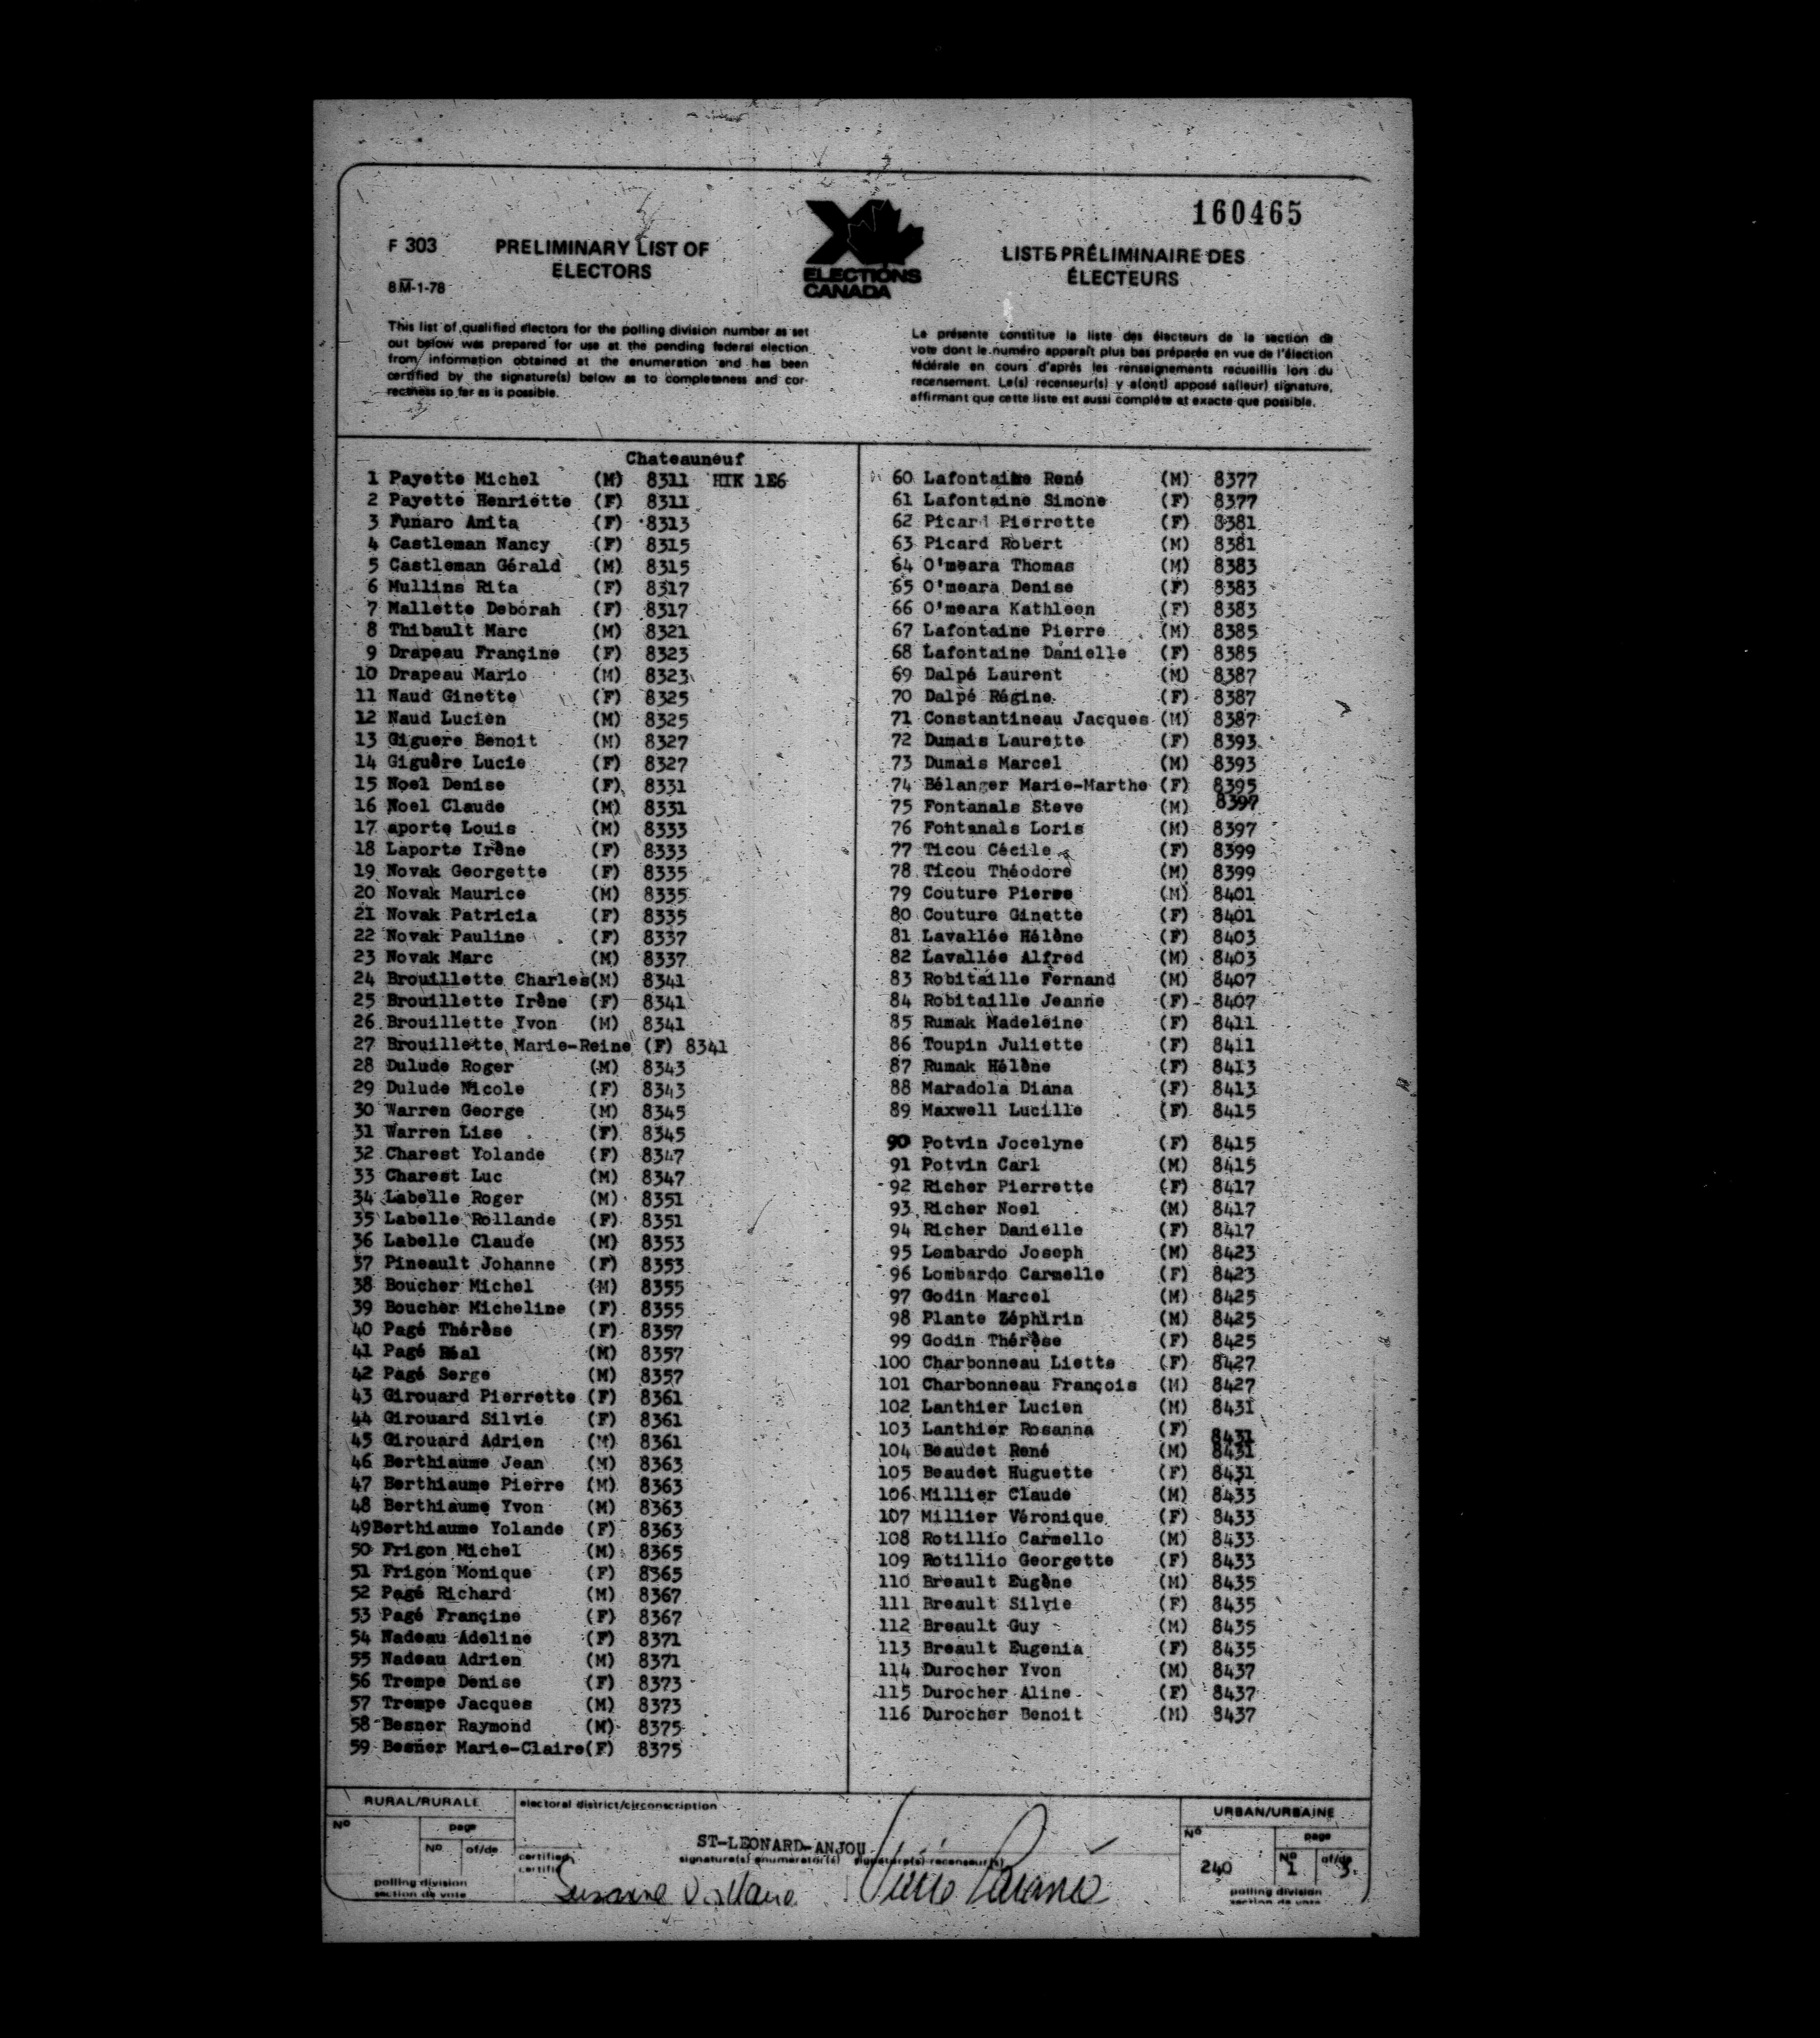 160465
F 303
PRELIMINARY LIST OF
ELECTORS
8M-1-78
ELECTIONS
CANADA
LISTE PRÉLIMINAIRE DES
ÉLECTEURS
This list of qualified electors for the polling division number as set
out below was prepared for use at the pending federal election
from information obtained at the enumeration and has been
certified by the signature(s) below as to completeness and cor-
rectness so far as is possible.
La présente constitue la liste des électeurs de la section de
vote dont le numéro apparaît plus bas préparée en vue de l'élection
fédérale en cours d'après les renseignements recueillis lors du
recensement. Le(s) recenseur(s) y a(ont) apposé sa(leur) signature,
affirmant que cette liste est aussi complète et exacte que possible.
Chateauneuf
1 Payette Michel (M) 8311 HIK 1E6
2 Payette Henriette (F) 8311
3 Funaro Anita (F) 8313
4 Castleman Nancy (F) 8315
5 Castleman Gérald (M) 8315
6 Mullins Rita (F) 8317
7 Mallette Deborah (F) 8317
8 Thibault Marc (M) 8321
9 Drapeau Françine (F) 8323
10 Drapeau Mario (M) 8323
11 Naud Ginette (F) 8325
12 Naud Lucien (M) 8325
13 Giguere Benoit (M) 8327
14 Giguère Lucie (F) 8327
15 Noel Denise (F) 8331
16 Noel Claude (M) 8331
17 aporte Louis (M) 8333
18 Laporte Irène (F) 8333
19 Novak Georgette (F) 8335
20 Novak Maurice (M) 8335
21 Novak Patricia (F) 8335
22 Novak Pauline (F) 8337
23 Novak Marc (M) 8337
24 Brouillette Charles(M) 8341
25 Brouillette Irène (F) 8341
26 Brouillette Yvon (M) 8341
27 Brouillette Marie-Reine (F) 8341
28 Dulude Roger (M) 8343
29 Dulude Nicole (F) 8343
30 Warren George (M) 8345
31 Warren Lise (F) 8345
32 Charest Yolande (F) 8347
33 Charest Luc (M) 8347
34 Labelle Roger (M) 8351
35 Labelle Rollande (F) 8351
36 Labelle Claude (M) 8353
37 Pineault Johanne (F) 8353
38 Boucher Michel (M) 8355
39 Boucher Micheline (F) 8355
40 Pagé Thérèse (F) 8357
41 Pagé Réal (M) 8357
42 Pagé Serge (M) 8357
43 Girouard Pierrette (F) 8361
44 Girouard Silvie (F) 8361
45 Girouard Adrien (M) 8361
46 Berthiaume Jean (M) 8363
47 Berthiaume Pierre (M) 8363
48 Berthiaume Yvon (M) 8363
49Berthiaume Yolande (F) 8363
50 Frigon Michel (M) 8365
51 Frigon Monique (F) 8365
52 Pagé Richard (M) 8367
53 Pagé Françine (F) 8367
54 Nadeau Adeline (F) 8371
55 Nadeau Adrien (M) 8371
56 Trempe Denise (F) 8373
57 Trempe Jacques (M) 8373
58 Besner Raymond (M) 8375
59 Besner Marie-Claire(F) 8375
60 Lafontaine René (M) 8377
61 Lafontaine Simone (F) 8377
62 Picard Pierrette (F) 8381
63 Picard Robert (M) 8381
64 O'meara Thomas (M) 8383
65 O'meara Denise (F) 8383
66 O'meara Kathleen (F) 8383
67 Lafontaine Pierre (M) 8385
68 Lafontaine Danielle (F) 8385
69 Dalpé Laurent (M) 8387
70 Dalpé Régine (F) 8387
71 Constantineau Jacques (M) 8387
72 Dumais Laurette (F) 8393
73 Dumais Marcel (M) 8393
74 Bélanger Marie-Marthe (F) 8395
75 Fontanals Steve (M) 8397
76 Fontanals Loris (M) 8397
77 Ticou Cécile (F) 8399
78 Ticou Théodore (M) 8399
79 Couture Pierre (M) 8401
80 Couture Ginette (F) 8401
81 Lavallée Hélène (F) 8403
82 Lavallée Alfred (M) 8403
83 Robitaille Fernand (M) 8407
84 Robitaille Jeanne (F) 8407
85 Rumak Madeleine (F) 8411
86 Toupin Juliette (F) 8411
87 Rumak Hélène (F) 8413
88 Maradola Diana (F) 8413
89 Maxwell Lucille (F) 8415
90 Potvin Jocelyne (F) 8415
91 Potvin Carl (M) 8415
92 Richer Pierrette (F) 8417
93 Richer Noel (M) 8417
94 Richer Danielle (F) 8417
95 Lombardo Joseph (M) 8423
96 Lombardo Carmelle (F) 8423
97 Godin Marcel (M) 8425
98 Plante Zéphirin (M) 8425
99 Godin Thérèse (F) 8425
100 Charbonneau Liette (F) 8427
101 Charbonneau François (M) 8427
102 Lanthier Lucien (M) 8431
103 Lanthier Rosanna (F) 8431
104 Beaudet René (M) 8431
105 Beaudet Huguette (F) 8431
106 Millier Claude (M) 8433
107 Millier Véronique (F) 8433
108 Rotillio Carmello (M) 8433
109 Rotillio Georgette (F) 8433
110 Breault Eugène (M) 8435
111 Breault Silvie (F) 8435
112 Breault Guy (M) 8435
113 Breault Eugenia (F) 8435
114 Durocher Yvon (M) 8437
115 Durocher Aline (F) 8437
116 Durocher Benoit (M) 8437
RURAL/RURALE
No
page
No of/de
polling division
section de vote
electoral district/circonscription
ST-LEONARD-ANJOU
certified
certifié
signature(s) enumerator(s) signature(s) recenseur(s)
URBAN/URBAINE
No
240
page
No of/de
1 3.
polling division
section de vote